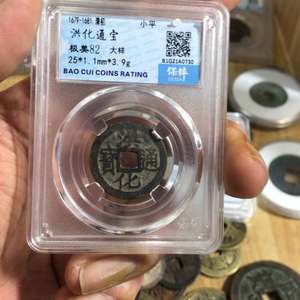 1679-1681 小平
洪化通宝
极美82 大样
25*1.1mm*3.9g
BAO CUI COINS RATING
保粹
洪化通寳